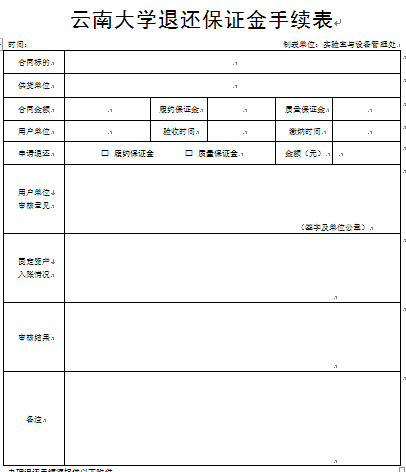 云南大学退还保证金手续表
时间: 制表单位: 实验室与设备管理处
合同标的
供货单位
合同金额 履约保证金 质量保证金
用户单位 验收时间 缴纳时间
申请退还 □ 履约保证金 □ 质量保证金 金额（元）
用户单位
审核意见
（签字及单位公章）
固定资产
入账情况
审核结果
备注